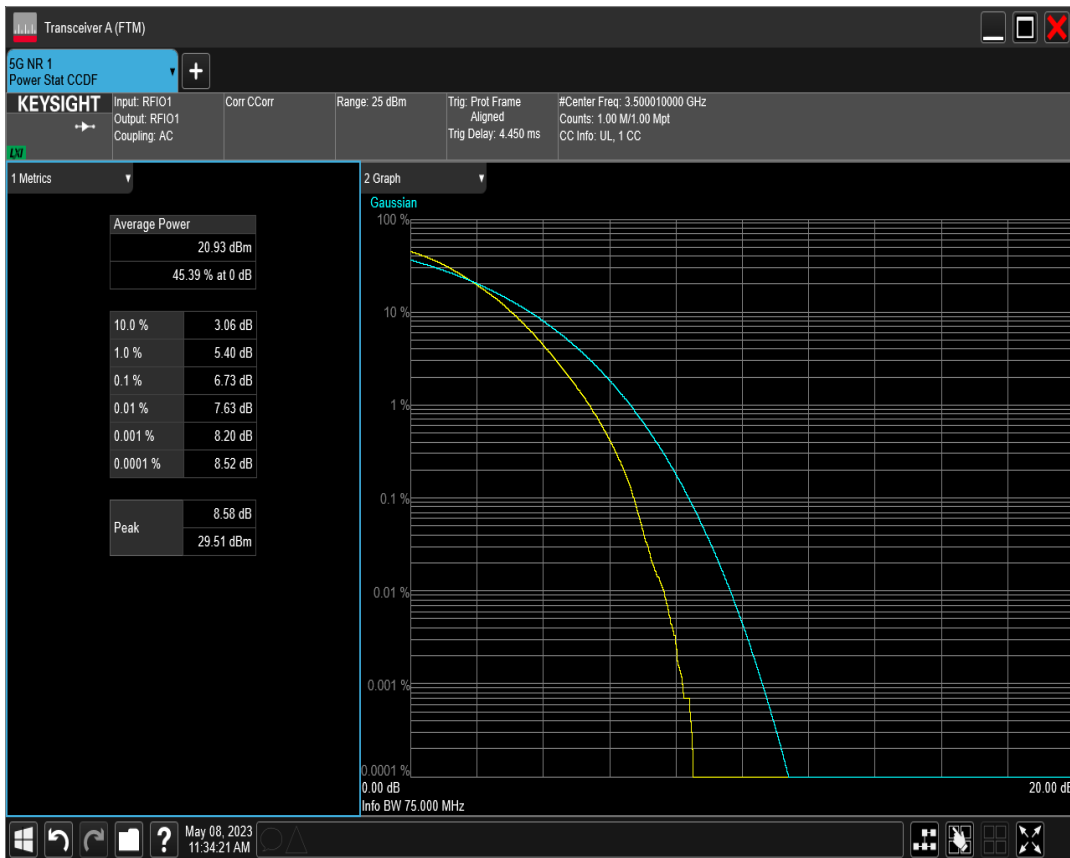 Transceiver A (FTM)
5G NR 1
Power Stat CCDF
+
KEYSIGHT
LXI
Input: RFIO1
Output: RFIO1
Coupling: AC
Corr CCorr
Range: 25 dBm
Trig: Prot Frame
Aligned
Trig Delay: 4.450 ms
#Center Freq: 3.500010000 GHz
Counts: 1.00 M/1.00 Mpt
CC Info: UL, 1 CC
1 Metrics
Average Power
20.93 dBm
45.39 % at 0 dB
10.0 % 3.06 dB
1.0 % 5.40 dB
0.1 % 6.73 dB
0.01 % 7.63 dB
0.001 % 8.20 dB
0.0001 % 8.52 dB
Peak
8.58 dB
29.51 dBm
2 Graph
Gaussian
100 %
10 %
1 %
0.1 %
0.01 %
0.001 %
0.0001 %
0.00 dB 20.00 dB
Info BW 75.000 MHz
?
May 08, 2023
11:34:21 AM